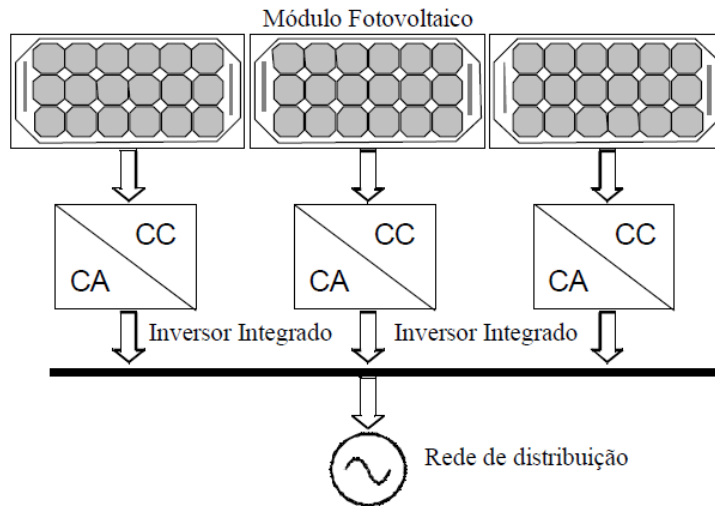 Módulo Fotovoltaico
CC
CA
CC
CA
CC
CA
Inversor Integrado
Inversor Integrado
Rede de distribuição